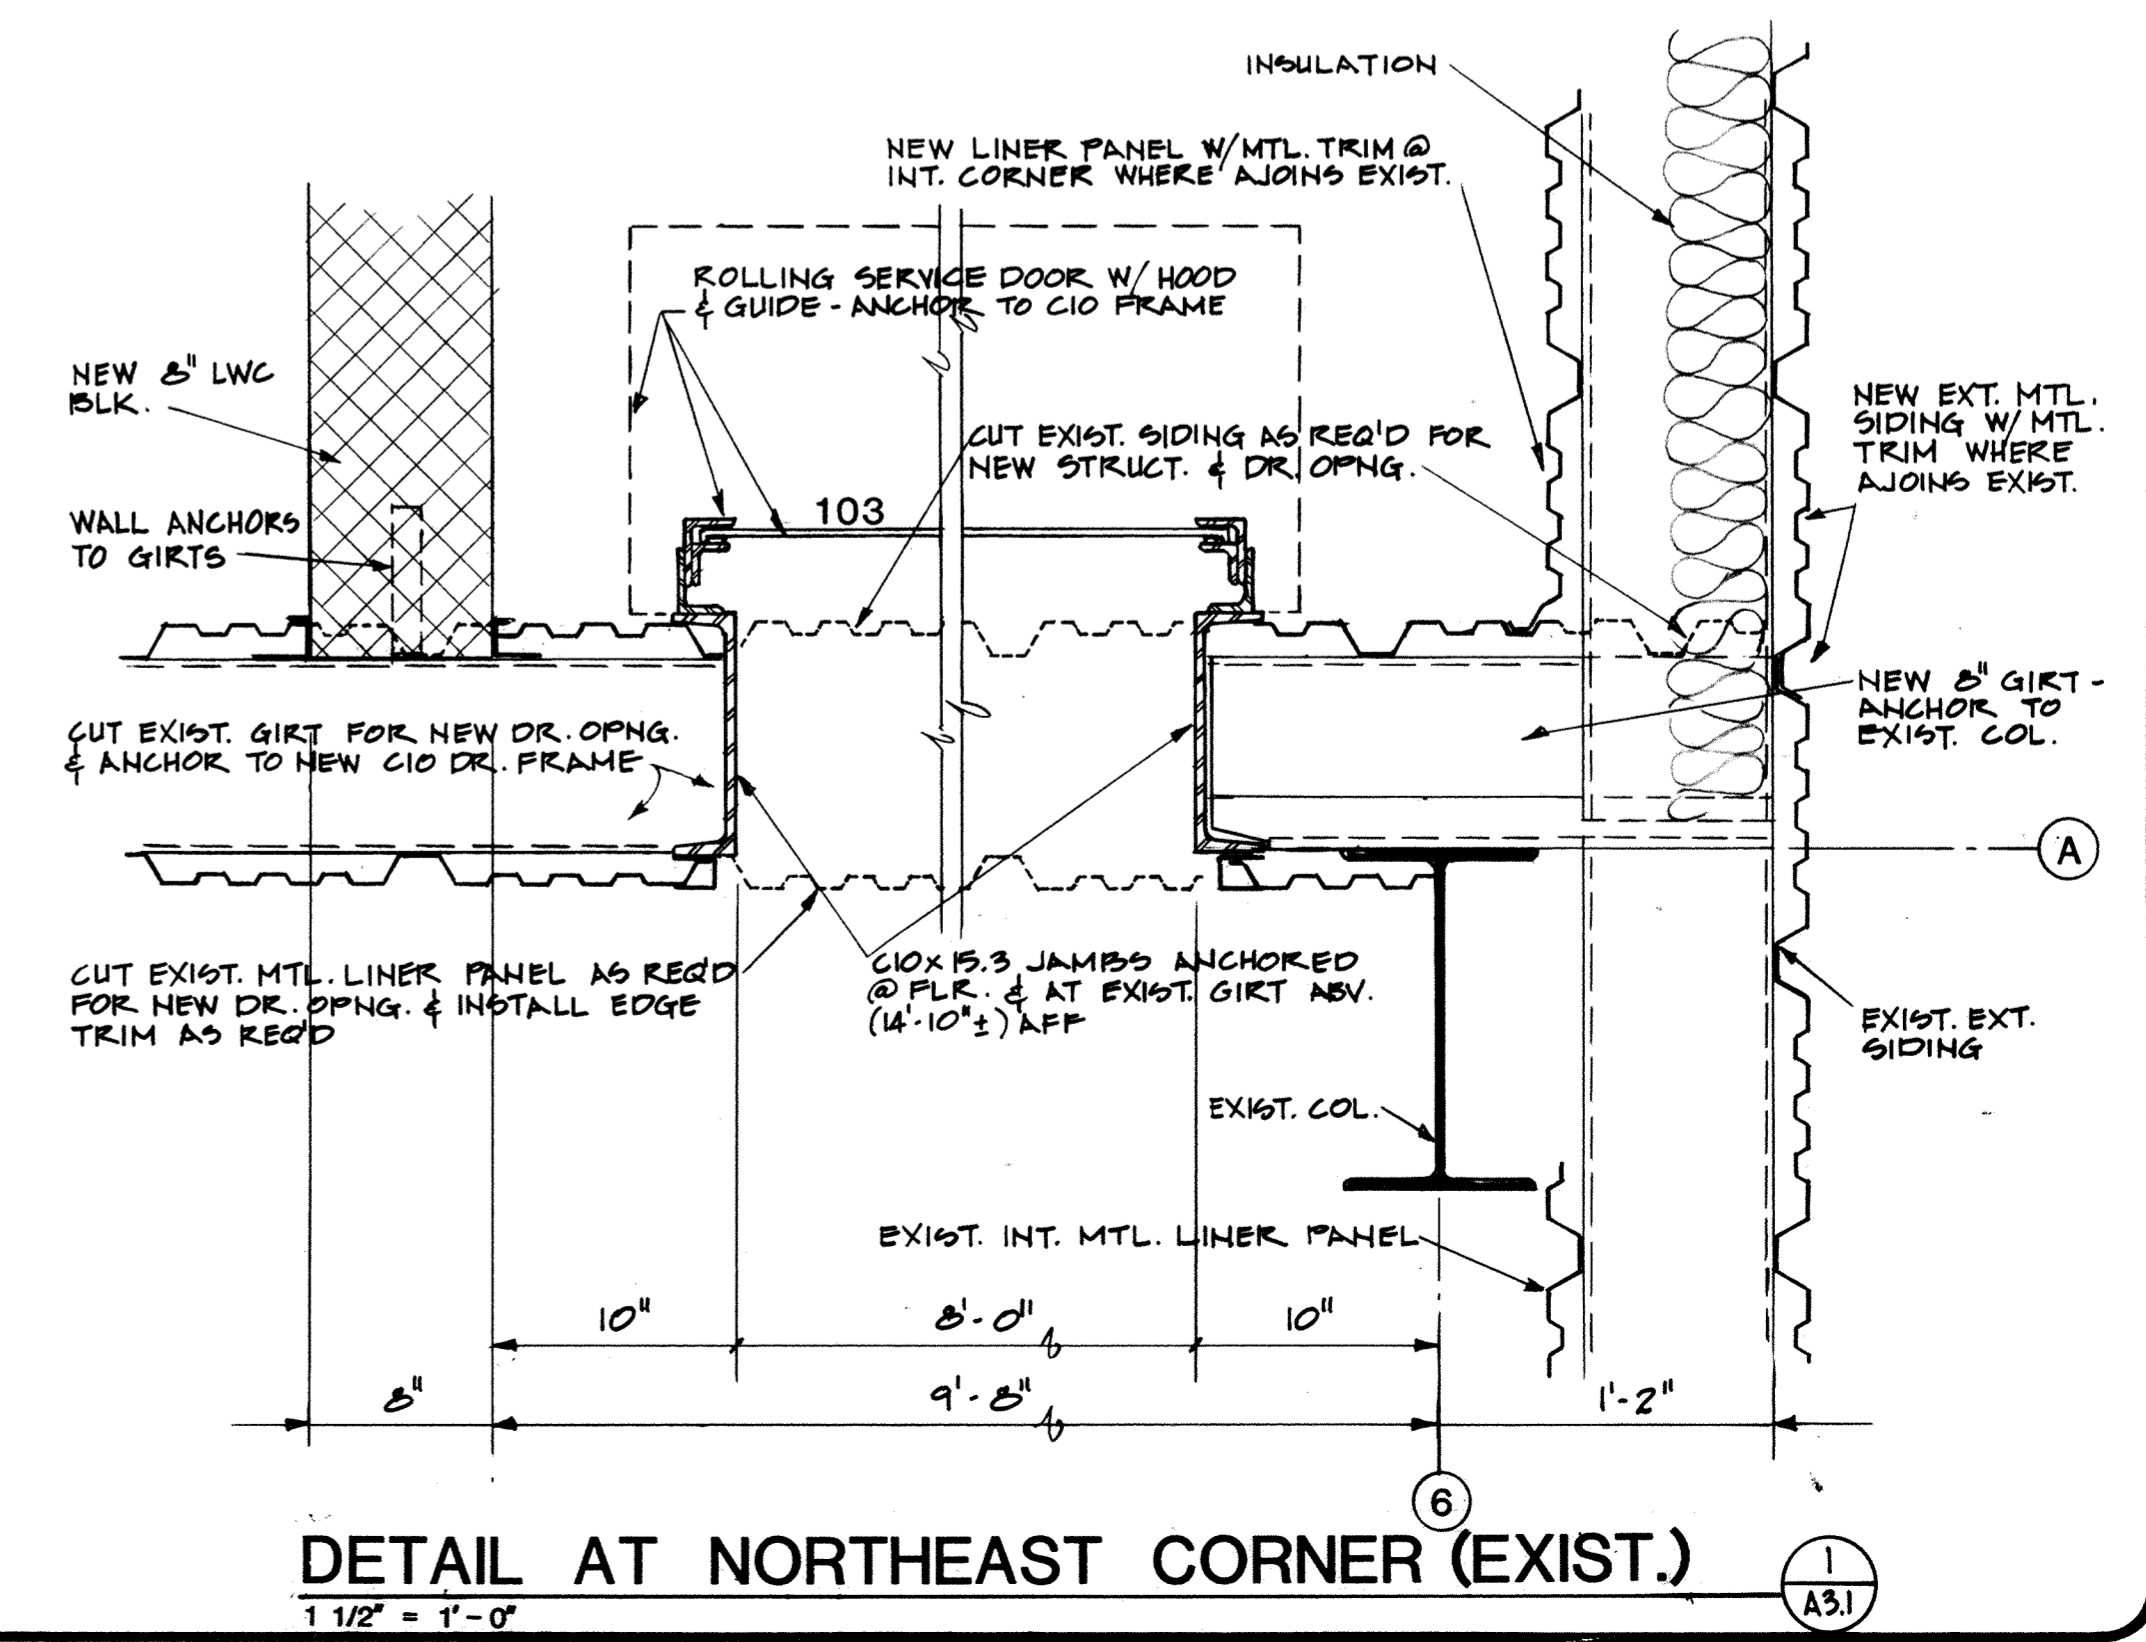 INSULATION
NEW LINER PANEL W/MTL. TRIM @
INT. CORNER WHERE AJOINS EXIST.
ROLLING SERVICE DOOR W/ HOOD
& GUIDE - ANCHOR TO C10 FRAME
NEW 8" LWC
BLK.
NEW EXT. MTL.
SIDING W/ MTL.
TRIM WHERE
AJOINS EXIST.
CUT EXIST. SIDING AS REQ'D FOR
NEW STRUCT. & DR. OPNG.
103
WALL ANCHORS
TO GIRTS
NEW 8" GIRT -
ANCHOR TO
EXIST. COL.
CUT EXIST. GIRT FOR NEW DR. OPNG.
& ANCHOR TO NEW C10 DR. FRAME
A
CUT EXIST. MTL. LINER PANEL AS REQ'D
FOR NEW DR. OPNG. & INSTALL EDGE
TRIM AS REQ'D
C10 x 15.3 JAMBS ANCHORED
@ FLR. & AT EXIST. GIRT ABV.
(14'-10"±) AFF
EXIST. EXT.
SIDING
EXIST. COL.
EXIST. INT. MTL. LINER PANEL
10"
8'-0"
10"
8"
9'-8"
1'-2"
6
DETAIL AT NORTHEAST CORNER (EXIST.)
1 1/2" = 1'-0"
1
A3.1